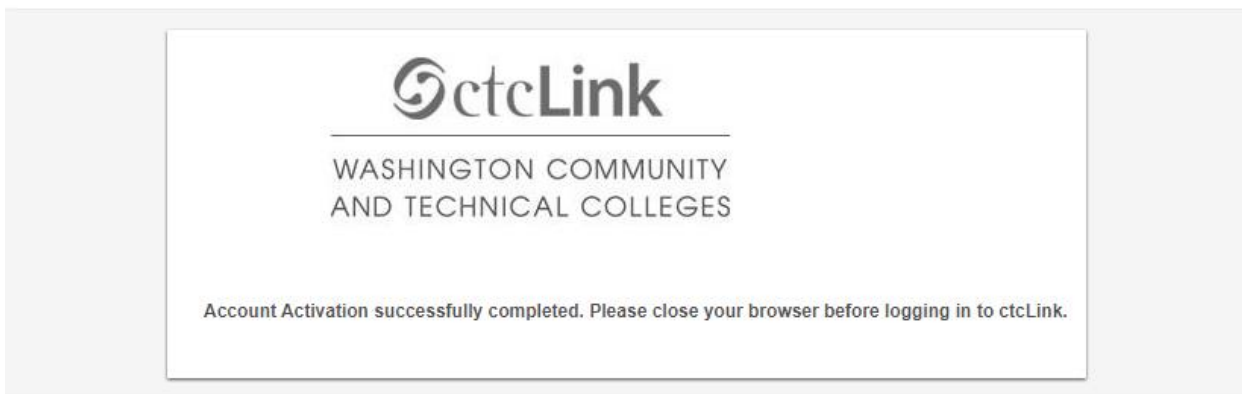 ctcLink
WASHINGTON COMMUNITY
AND TECHNICAL COLLEGES
Account Activation successfully completed. Please close your browser before logging in to ctcLink.